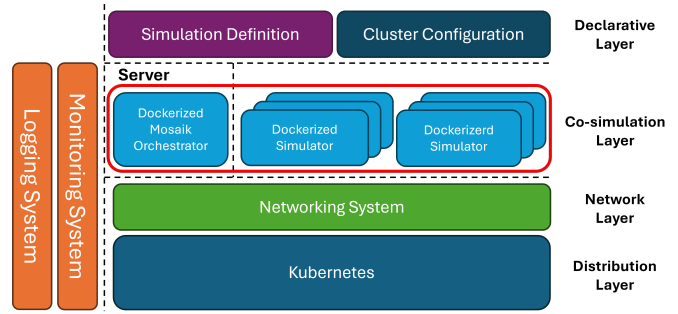 Simulation Definition
Cluster Configuration
Declarative
Layer
Logging System
Monitoring System
Server
Dockerized
Mosaik
Orchestrator
Dockerized
Simulator
Dockerizerd
Simulator
Co-simulation
Layer
Networking System
Network
Layer
Kubernetes
Distribution
Layer